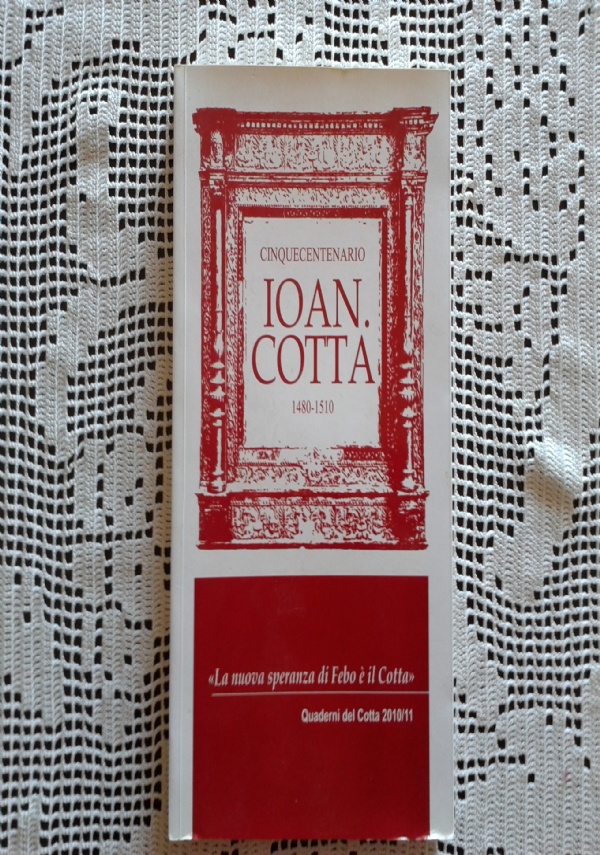 CINQUECENTENARIO
IOAN.
COTTA
1480-1510
«La nuova speranza di Febo è il Cotta»
Quaderni del Cotta 2010/11